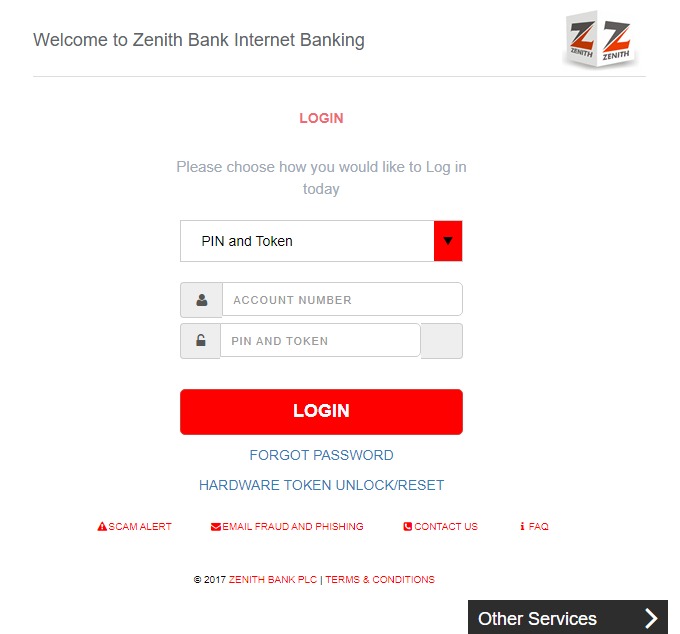 Welcome to Zenith Bank Internet Banking
ZENITH
ZENITH
LOGIN
Please choose how you would like to Log in
today
PIN and Token
ACCOUNT NUMBER
PIN AND TOKEN
LOGIN
FORGOT PASSWORD
HARDWARE TOKEN UNLOCK/RESET
SCAM ALERT EMAIL FRAUD AND PHISHING CONTACT US FAQ
© 2017 ZENITH BANK PLC | TERMS & CONDITIONS
Other Services